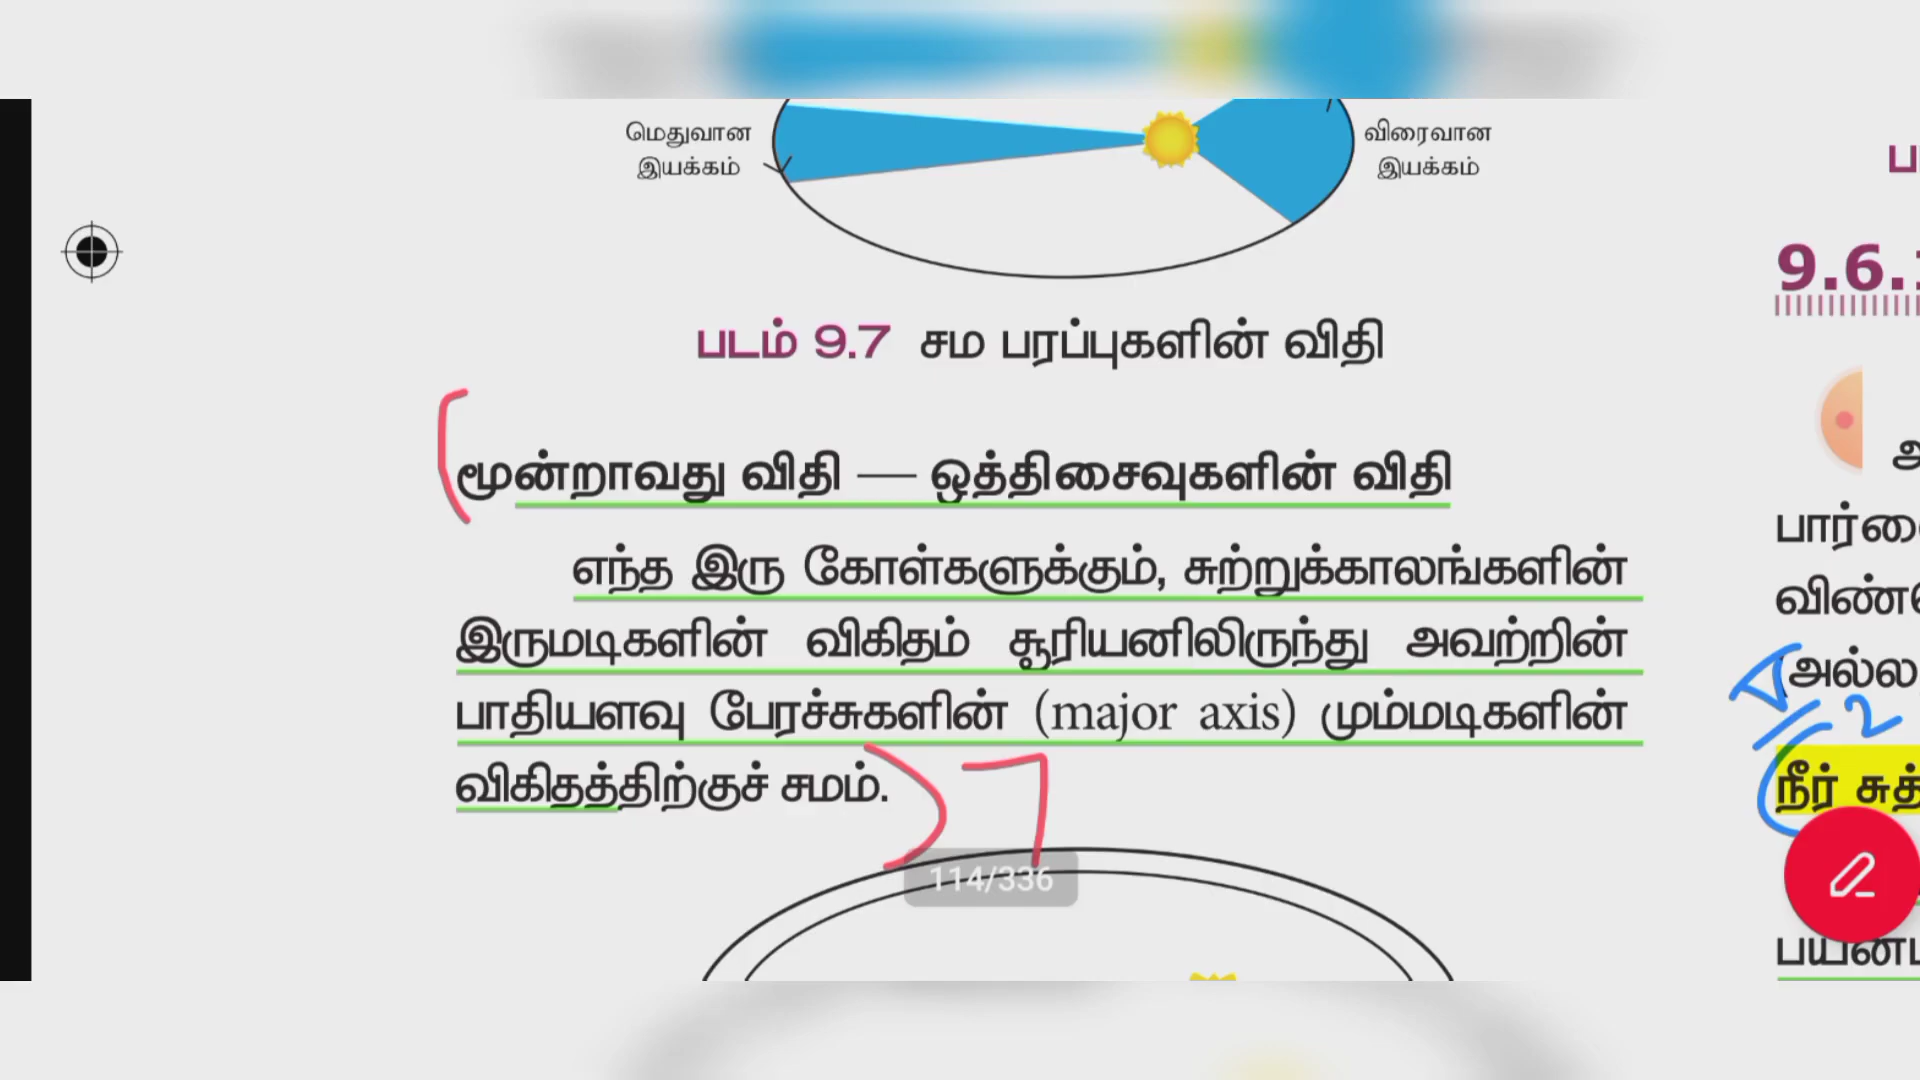 மெதுவான
இயக்கம்
விரைவான
இயக்கம்
படம் 9.7 சம பரப்புகளின் விதி
மூன்றாவது விதி — ஒத்திசைவுகளின் விதி
எந்த இரு கோள்களுக்கும், சுற்றுக்காலங்களின்
இருமடிகளின் விகிதம் சூரியனிலிருந்து அவற்றின்
பாதியளவு பேரச்சுகளின் (major axis) மும்மடிகளின்
விகிதத்திற்குச் சமம்.
114/336
9.6.
அல்ல
2
நீர்